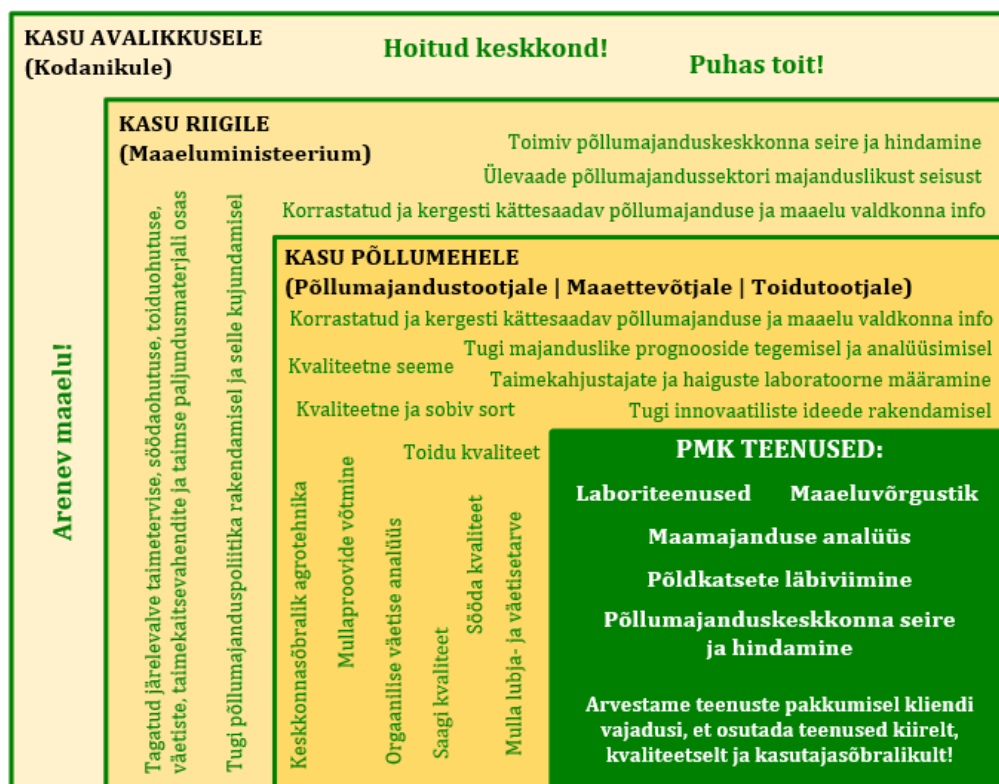 KASU AVALIKKUSELE
(Kodanikule)
Hoitud keskkond!
Puhas toit!
Arenev maaelu!
KASU RIIGILE
(Maaeluministeerium)
Toimiv põllumajanduskeskkonna seire ja hindamine
Ülevaade põllumajandussektori majanduslikust seisust
Korrastatud ja kergesti kättesaadav põllumajanduse ja maaelu valdkonna info
Tagatud järelevalve taimetervise, söödaohutuse, toiduohutuse,
väetiste, taimekaitsevahendite ja taimse paljundusmaterjali osas
Tugi põllumajanduspoliitika rakendamisel ja selle kujundamisel
KASU PÕLLUMEHELE
(Põllumajandustootjale | Maaettevõtjale | Toidutootjale)
Korrastatud ja kergesti kättesaadav põllumajanduse ja maaelu valdkonna info
Tugi majanduslike prognooside tegemisel ja analüüsimisel
Kvaliteetne seeme
Taimekahjustajate ja haiguste laboratoorne määramine
Kvaliteetne ja sobiv sort
Tugi innovaatiliste ideede rakendamisel
Toidu kvaliteet
Keskkonnasõbralik agrotehnika
Mullaproovide võtmine
Orgaanilise väetise analüüs
Saagi kvaliteet
Sööda kvaliteet
Mulla lubja- ja väetisetarve
PMK TEENUSED:
Laboriteenused
Maaeluvõrgustik
Maamajanduse analüüs
Põldkatsete läbiviimine
Põllumajanduskeskkonna seire
ja hindamine
Arvestame teenuste pakkumisel kliendi
vajadusi, et osutada teenused kiirelt,
kvaliteetselt ja kasutajasõbralikult!